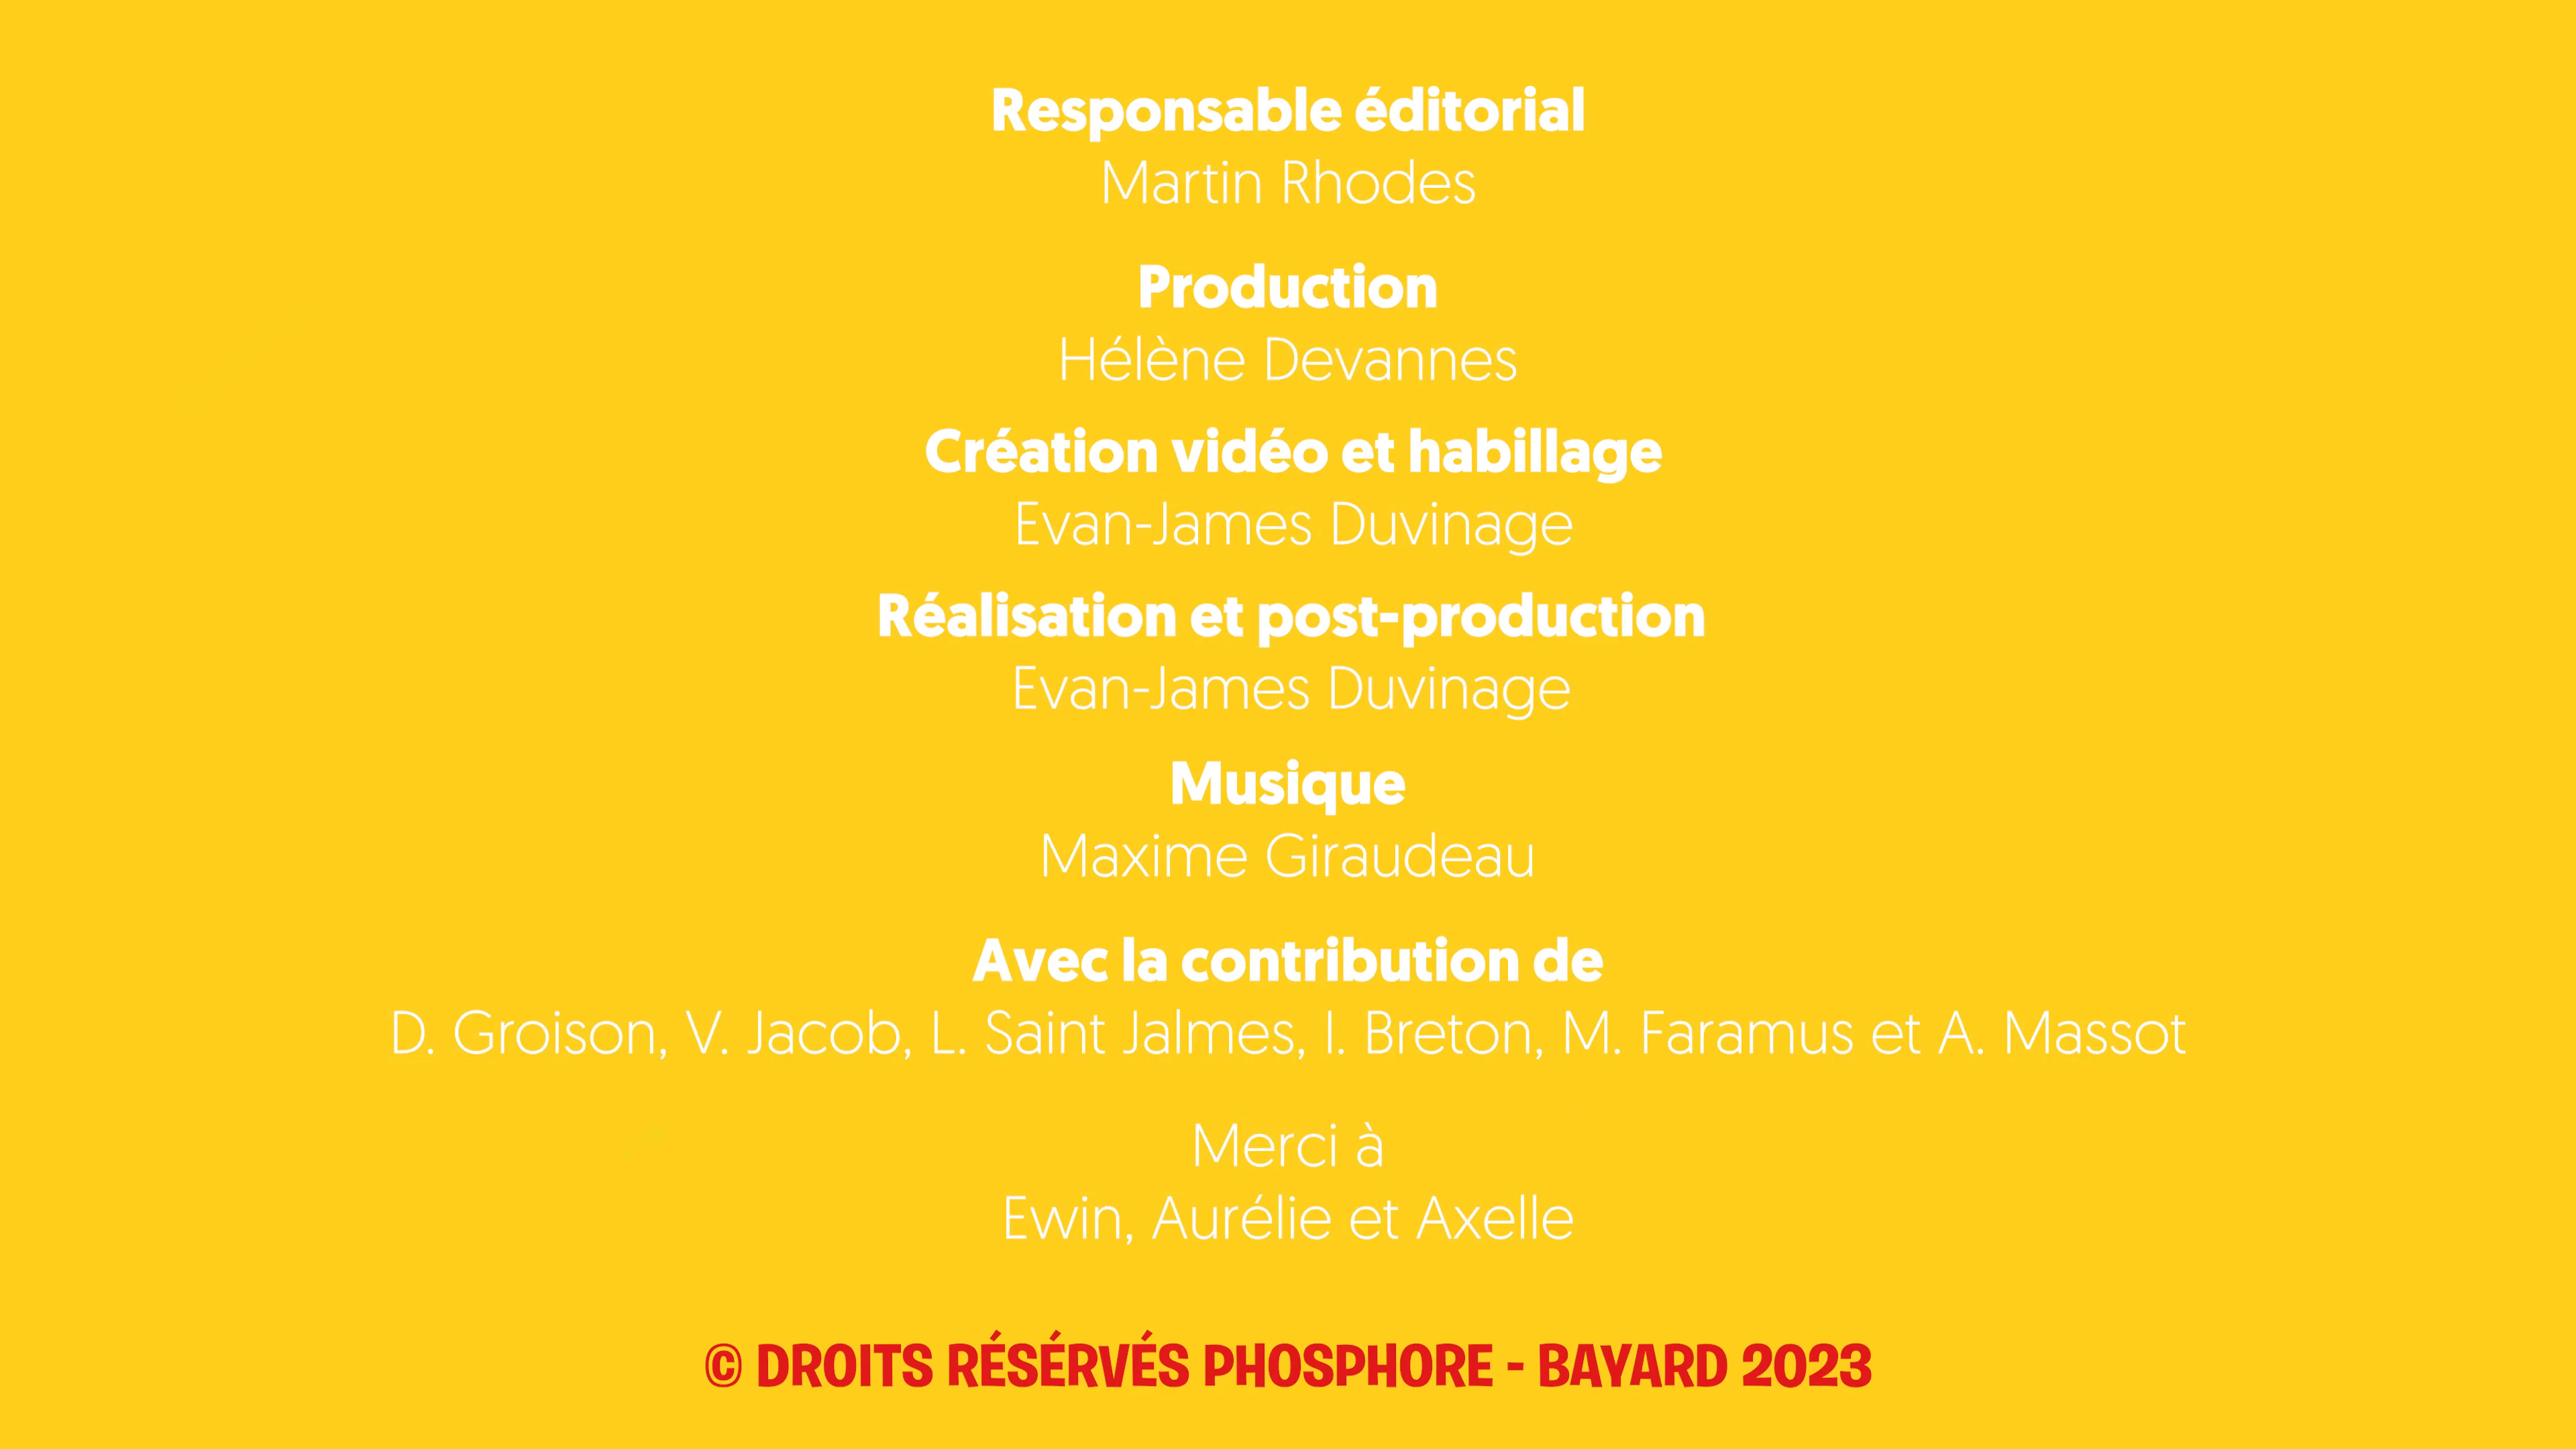 Responsable éditorial
Martin Rhodes
Production
Hélène Devannes
Création vidéo et habillage
Evan-James Duvinage
Réalisation et post-production
Evan-James Duvinage
Musique
Maxime Giraudeau
Avec la contribution de
D. Groison, V. Jacob, L. Saint Jalmes, I. Breton, M. Faramus et A. Massot
Merci à
Ewin, Aurélie et Axelle
© DROITS RÉSÉRVÉS PHOSPHORE - BAYARD 2023